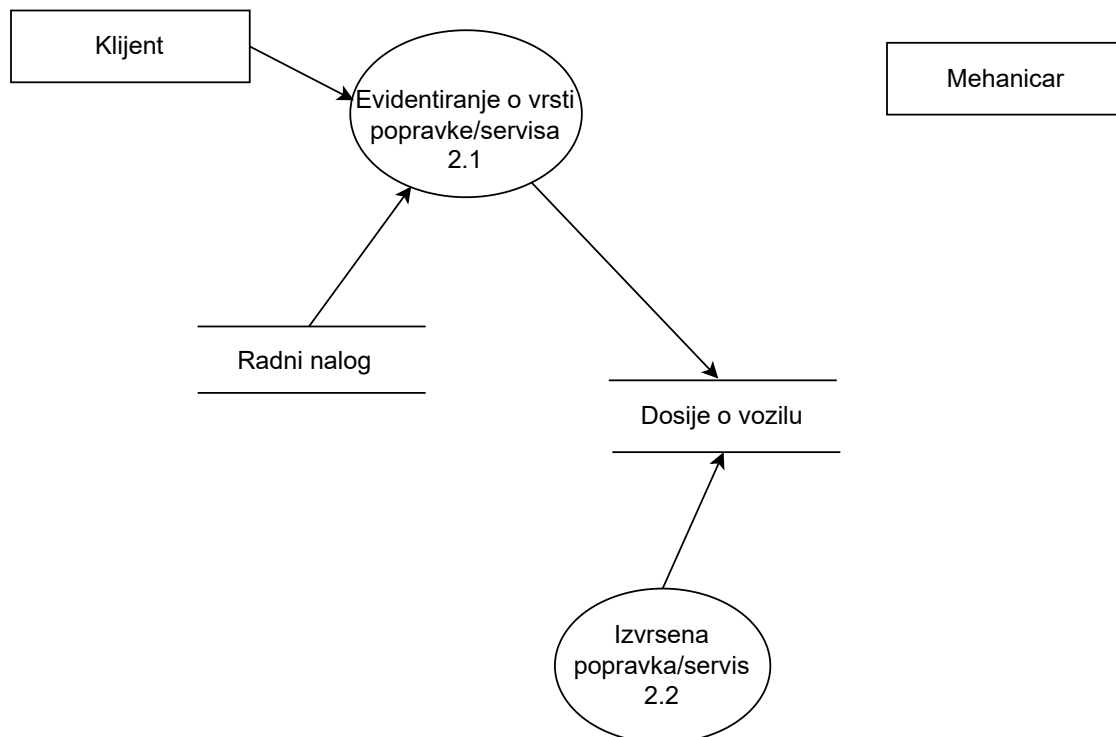 Klijent
Mehanicar
Evidentiranje o vrsti
popravke/servisa
2.1
Radni nalog
Dosije o vozilu
Izvrsena
popravka/servis
2.2